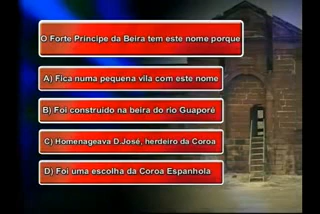 O Forte Príncipe da Beira tem este nome porque
A) Fica numa pequena vila com este nome
B) Foi construido na beira do rio Guaporé
C) Homenageava D.José, herdeiro da Coroa
D) Foi uma escolha da Coroa Espanhola